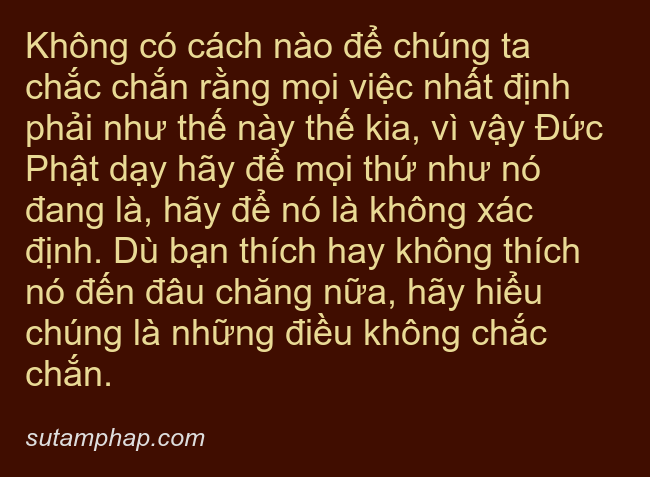 Không có cách nào để chúng ta
chắc chắn rằng mọi việc nhất định
phải như thế này thế kia, vì vậy Đức
Phật dạy hãy để mọi thứ như nó
đang là, hãy để nó là không xác
định. Dù bạn thích hay không thích
nó đến đâu chăng nữa, hãy hiểu
chúng là những điều không chắc
chắn.
sutamphap.com